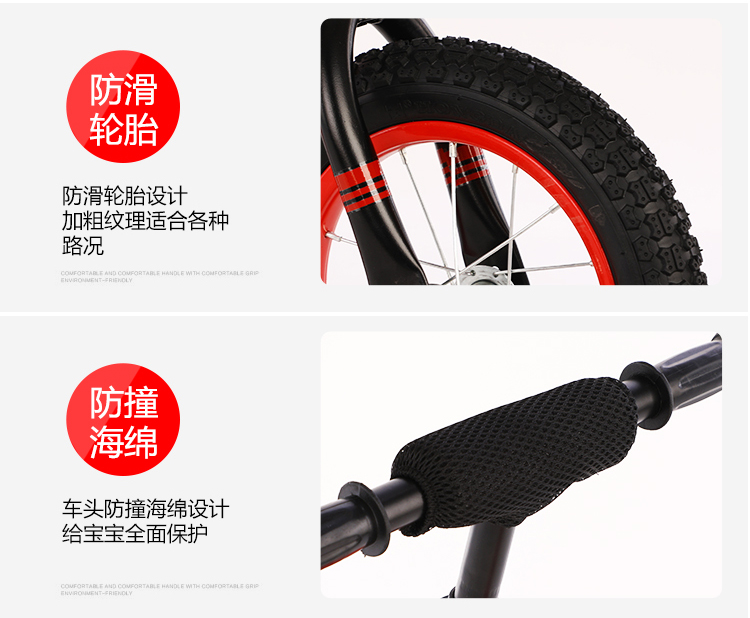 防滑
轮胎
防滑轮胎设计
加粗纹理适合各种
路况
COMFORTABLE AND COMFORTABLE HANDLE WITH COMFORTABLE GRIP
ENVIRONMENT-FRIENDLY
防撞
海绵
车头防撞海绵设计
给宝宝全面保护
COMFORTABLE AND COMFORTABLE HANDLE WITH COMFORTABLE GRIP
ENVIRONMENT-FRIENDLY